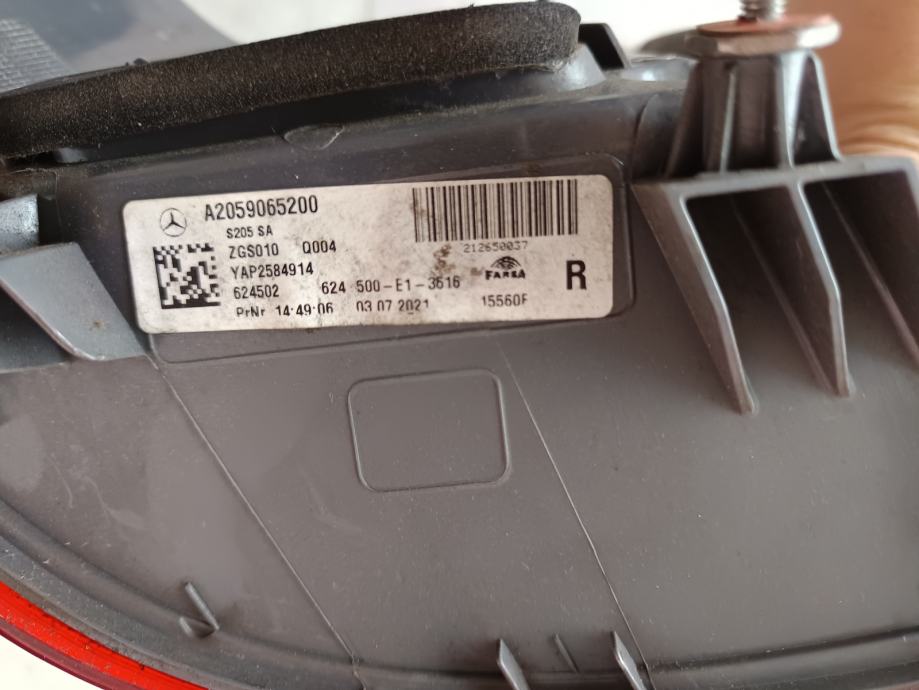 A2059065200
S205 SA
ZGS010 Q004
212650037
YAP2584914
FARBA
R
624502 624 500-E1-3616
PrNr 14:49:06 03.07.2021 15560F